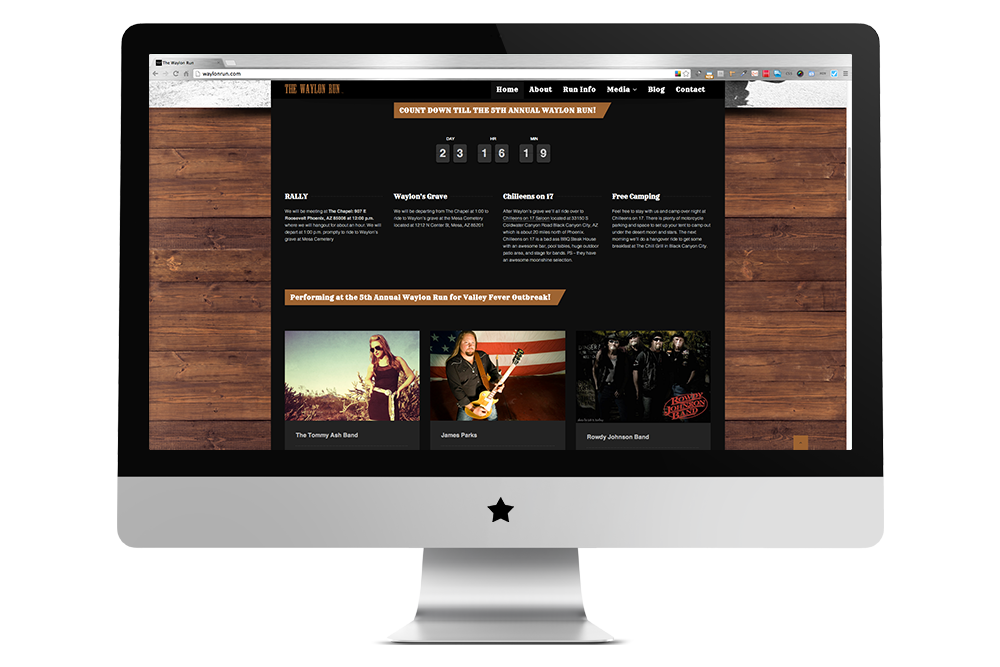 The Waylon Run
waylonrun.com
THE WAYLON RUN
Home About Run Info Media Blog Contact
COUNT DOWN TILL THE 5TH ANNUAL WAYLON RUN!
DAY HR MIN
2 3 1 6 1 9
RALLY
We will be meeting at The Chapel: 907 E
Roosevelt Phoenix, AZ 85006 at 12:00 p.m.
where we will hangout for about an hour. We will
depart at 1:00 p.m. promptly to ride to Waylon's
grave at Mesa Cemetery
Waylon's Grave
We will be departing from The Chapel at 1:00 to
ride to Waylon's grave at the Mesa Cemetery
located at 1212 N Center St, Mesa, AZ 85201
Chilleens on 17
After Waylon's grave we'll all ride over to
Chilleens on 17 Saloon located at 33150 S
Coldwater Canyon Road Black Canyon City, AZ
which is about 20 miles north of Phoenix.
Chilleens on 17 is a bad ass BBQ Steak House
with an awesome bar, pool tables, huge outdoor
patio area, and stage for bands. PS - they have
an awesome moonshine selection.
Free Camping
Feel free to stay with us and camp over night at
Chilleens on 17. There is plenty of motorcycle
parking and space to set up your tent to camp out
under the desert moon and stars. The next
morning we'll do a hangover ride to get some
breakfast at The Chill Grill in Black Canyon City.
Performing at the 5th Annual Waylon Run for Valley Fever Outbreak!
ROWDY
JOHNSON
BAND
The Tommy Ash Band
James Parks
Rowdy Johnson Band